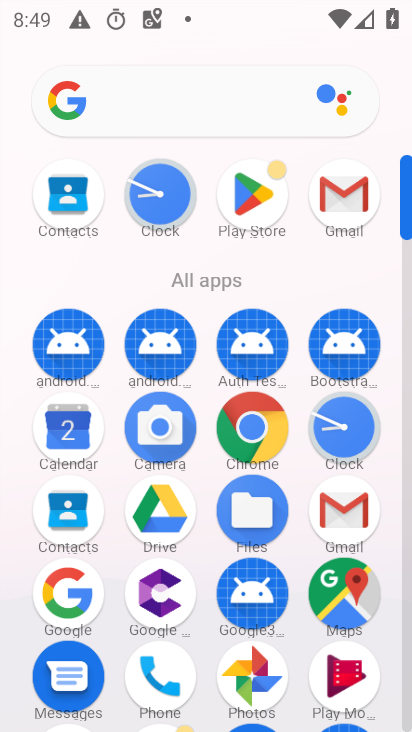 8:49
Contacts Clock Play Store Gmail
All apps
android.... android.... Auth Tes... Bootstra...
2
Calendar Camera Chrome Clock
Contacts Drive Files Gmail
Google Google ... Google3... Maps
Messages Phone Photos Play Mo...